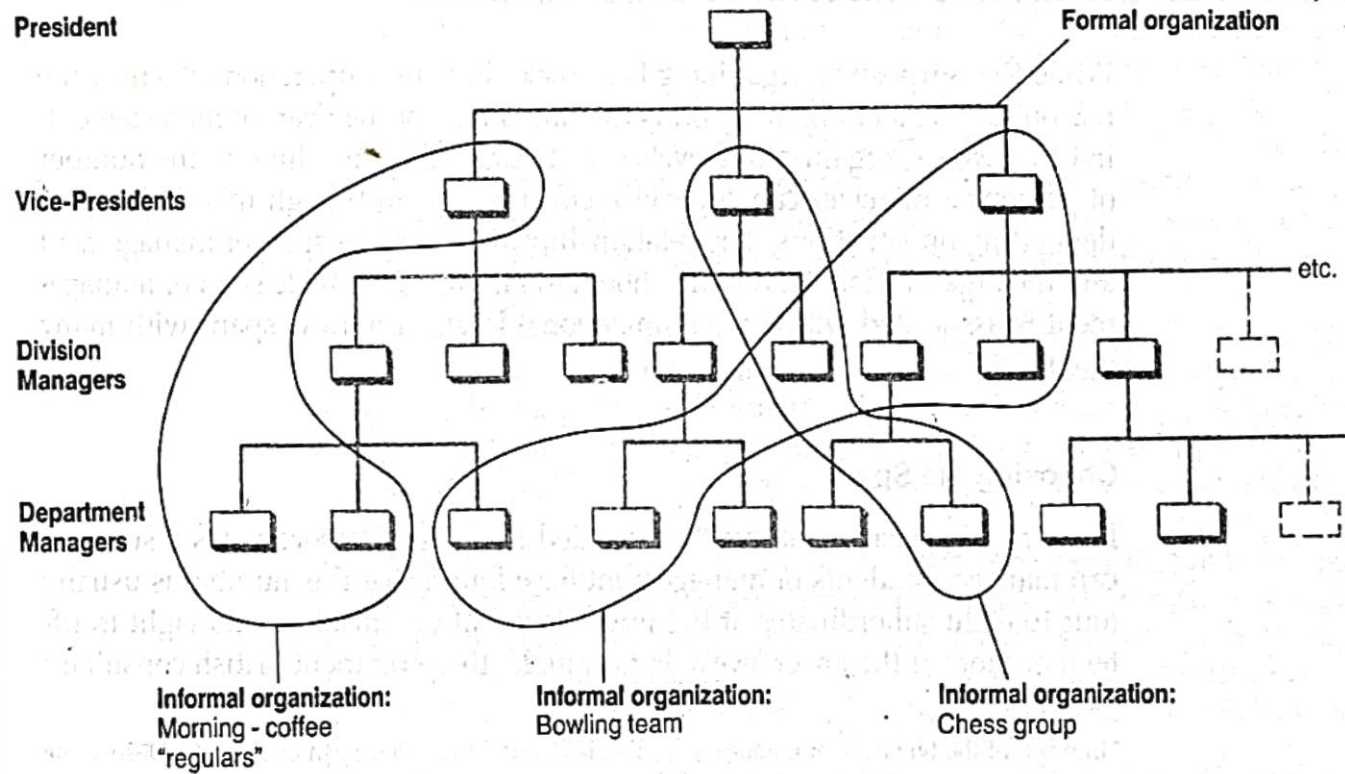 President
Formal organization
Vice-Presidents
etc.
Division
Managers
Department
Managers
Informal organization:
Morning - coffee
"regulars"
Informal organization:
Bowling team
Informal organization:
Chess group